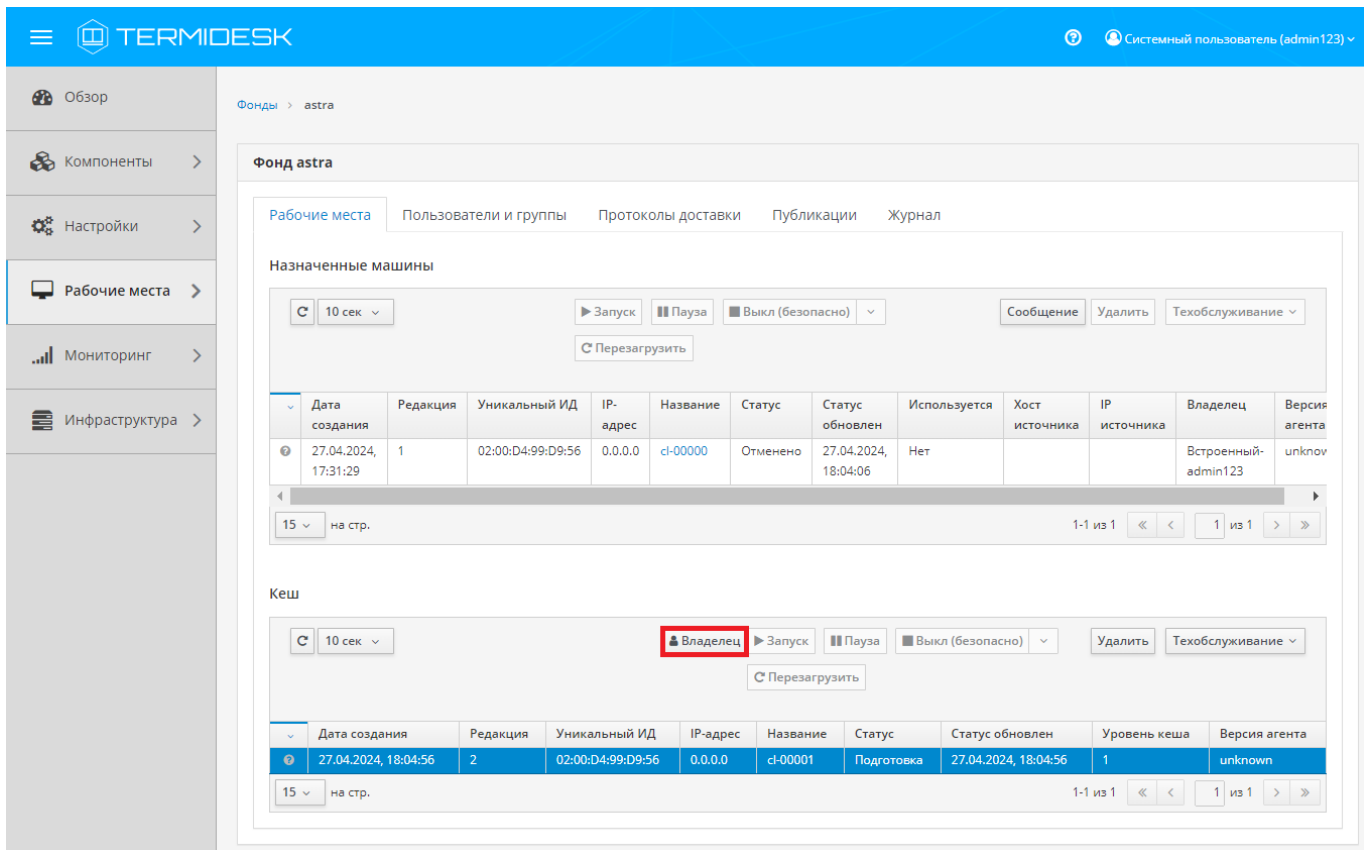 TERMIDESK
Системный пользователь (admin123)
Обзор
Компоненты
Настройки
Рабочие места
Мониторинг
Инфраструктура
Фонды > astra
Фонд astra
Рабочие места Пользователи и группы Протоколы доставки Публикации Журнал
Назначенные машины
10 сек Запуск Пауза Выкл (безопасно) Сообщение Удалить Техобслуживание
Перезагрузить
Дата Редакция Уникальный ИД IP- Название Статус Статус Используется Хост IP Владелец Версия
создания адрес обновлен источника источника агента
27.04.2024, 1 02:00:D4:99:D9:56 0.0.0.0 cl-00000 Отменено 27.04.2024, Нет Встроенный- unknow
17:31:29 18:04:06 admin123
15 на стр. 1-1 из 1 « < 1 из 1 > »
Кеш
10 сек Владелец Запуск Пауза Выкл (безопасно) Удалить Техобслуживание
Перезагрузить
Дата создания Редакция Уникальный ИД IP-адрес Название Статус Статус обновлен Уровень кеша Версия агента
27.04.2024, 18:04:56 2 02:00:D4:99:D9:56 0.0.0.0 cl-00001 Подготовка 27.04.2024, 18:04:56 1 unknown
15 на стр. 1-1 из 1 « < 1 из 1 > »